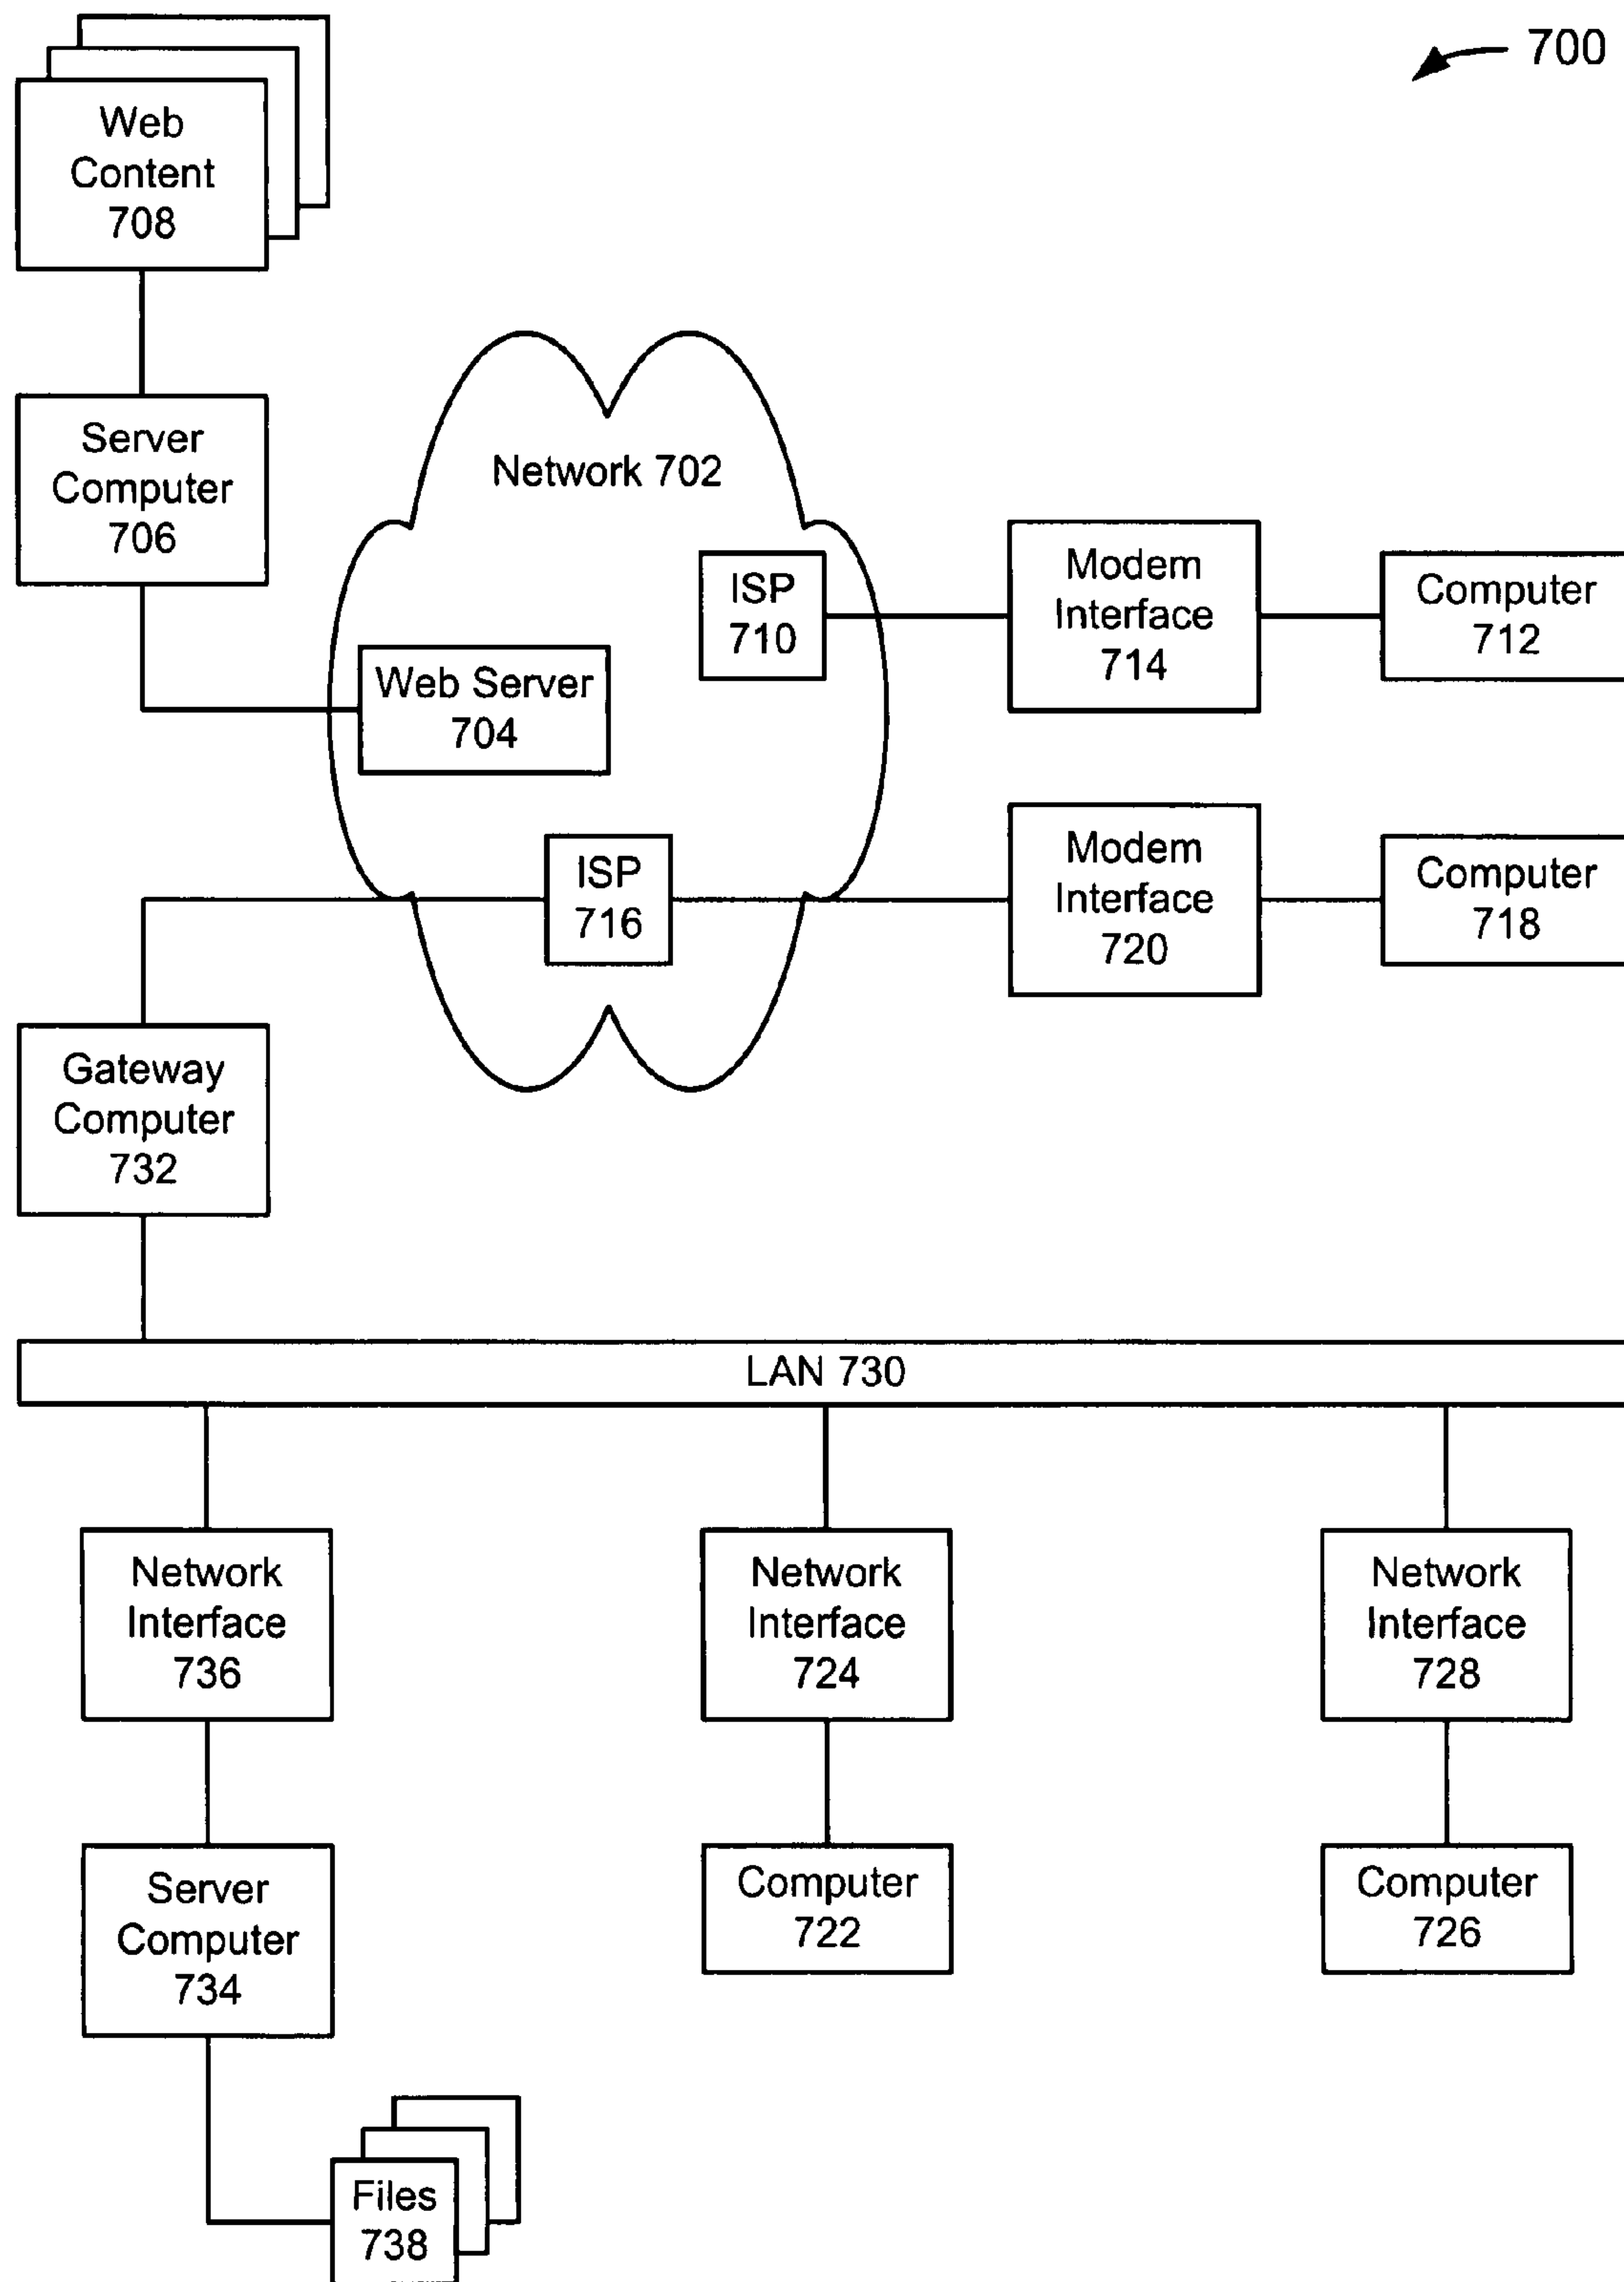 700
Web
Content
708
Server
Computer
706
Network 702
ISP
710
Modem
Interface
714
Computer
712
Web Server
704
ISP
716
Modem
Interface
720
Computer
718
Gateway
Computer
732
LAN 730
Network
Interface
736
Network
Interface
724
Network
Interface
728
Server
Computer
734
Computer
722
Computer
726
Files
738